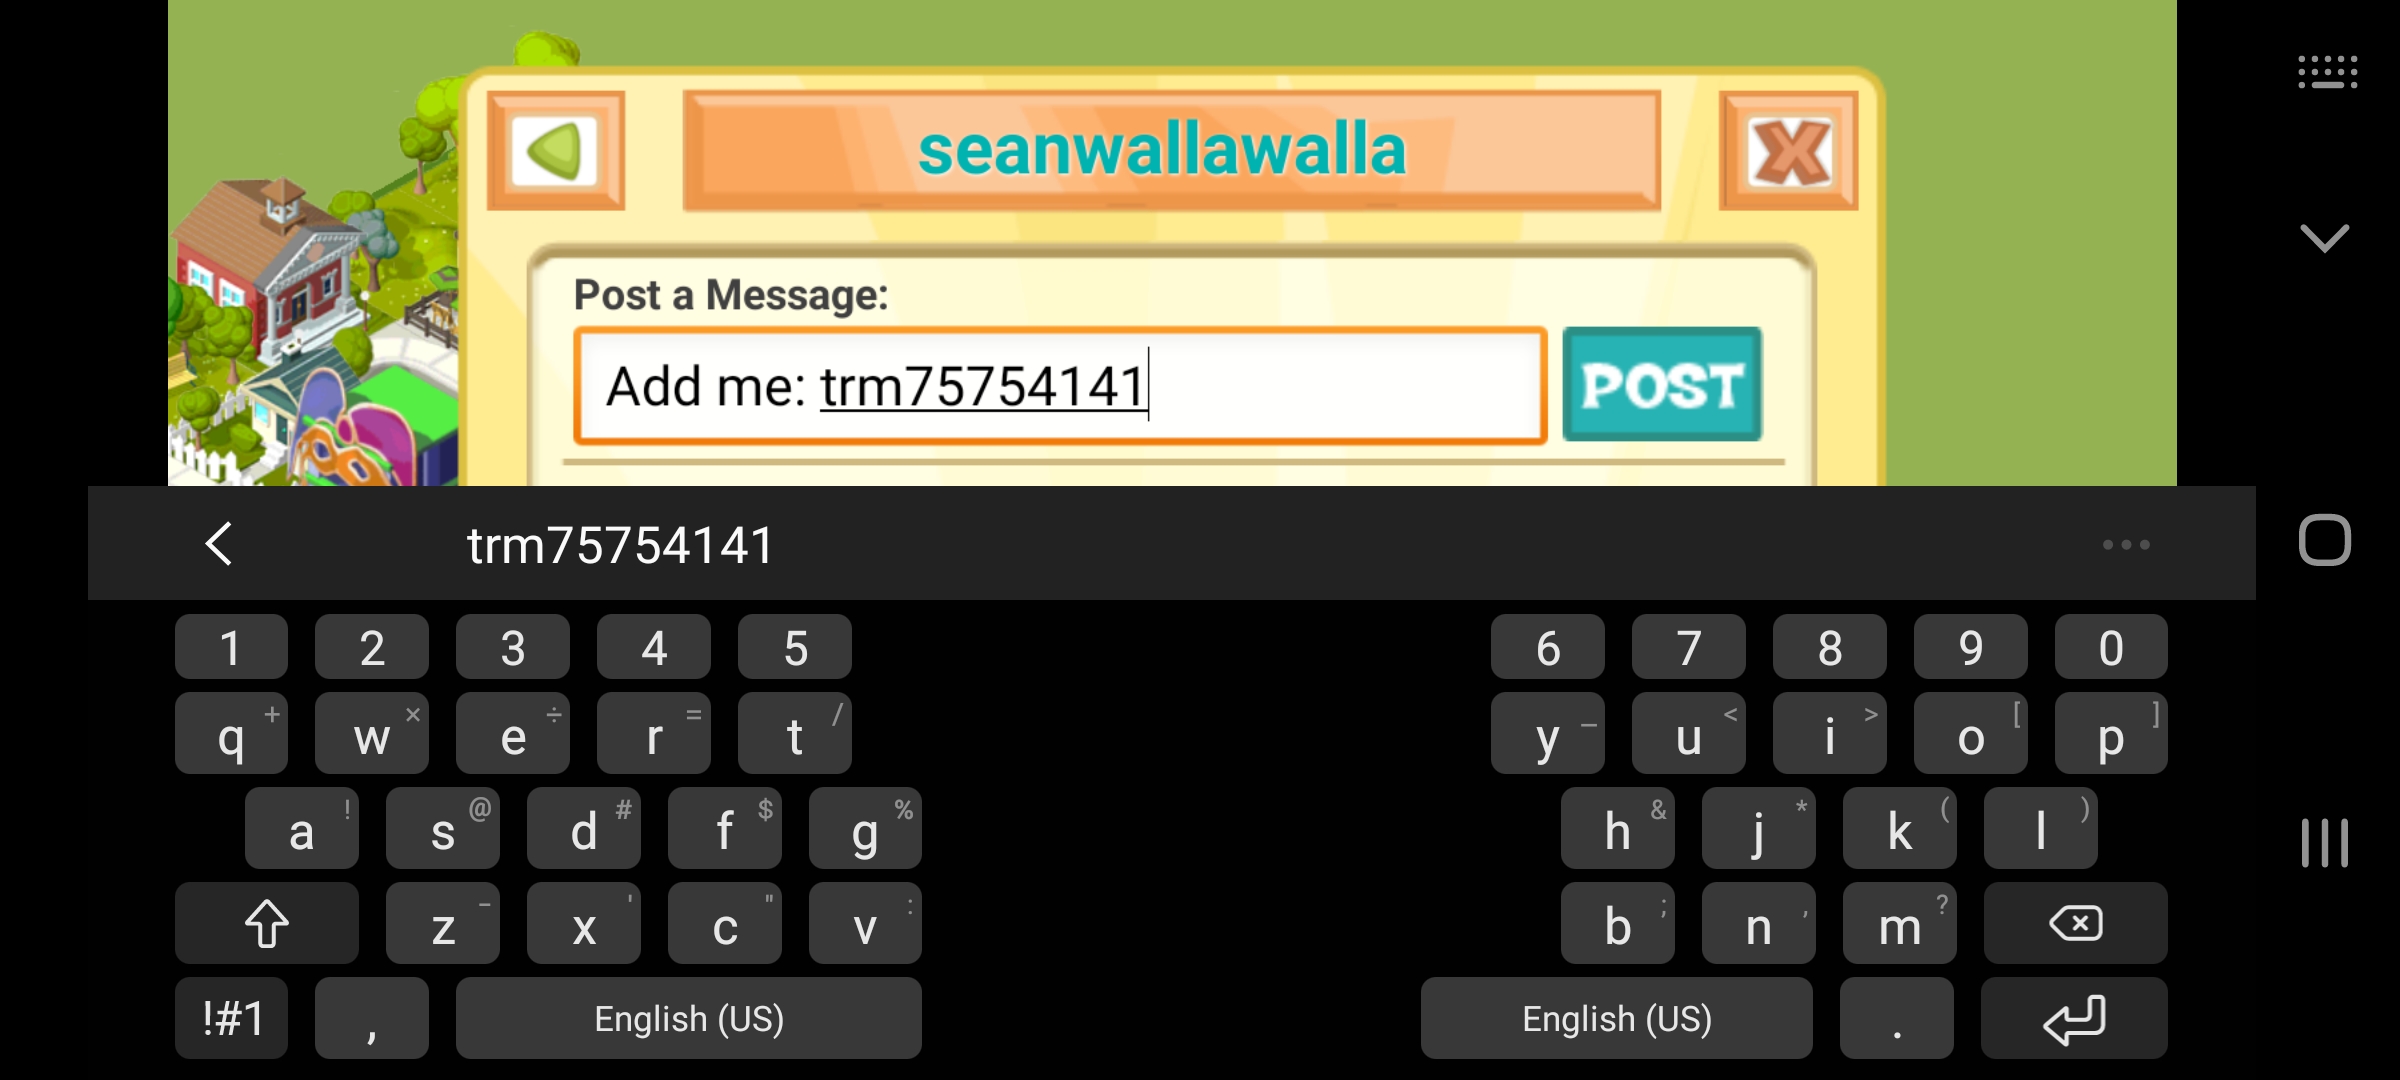 seanwallawalla
Post a Message:
Add me: trm75754141
POST
trm75754141
1 2 3 4 5 6 7 8 9 0
q + w × e ÷ r = t / y _ u < i > o [ p ]
a ! s @ d # f $ g % h & j * k ( l )
z - x ' c " v : b ; n , m ?
!#1 , English (US) English (US) .